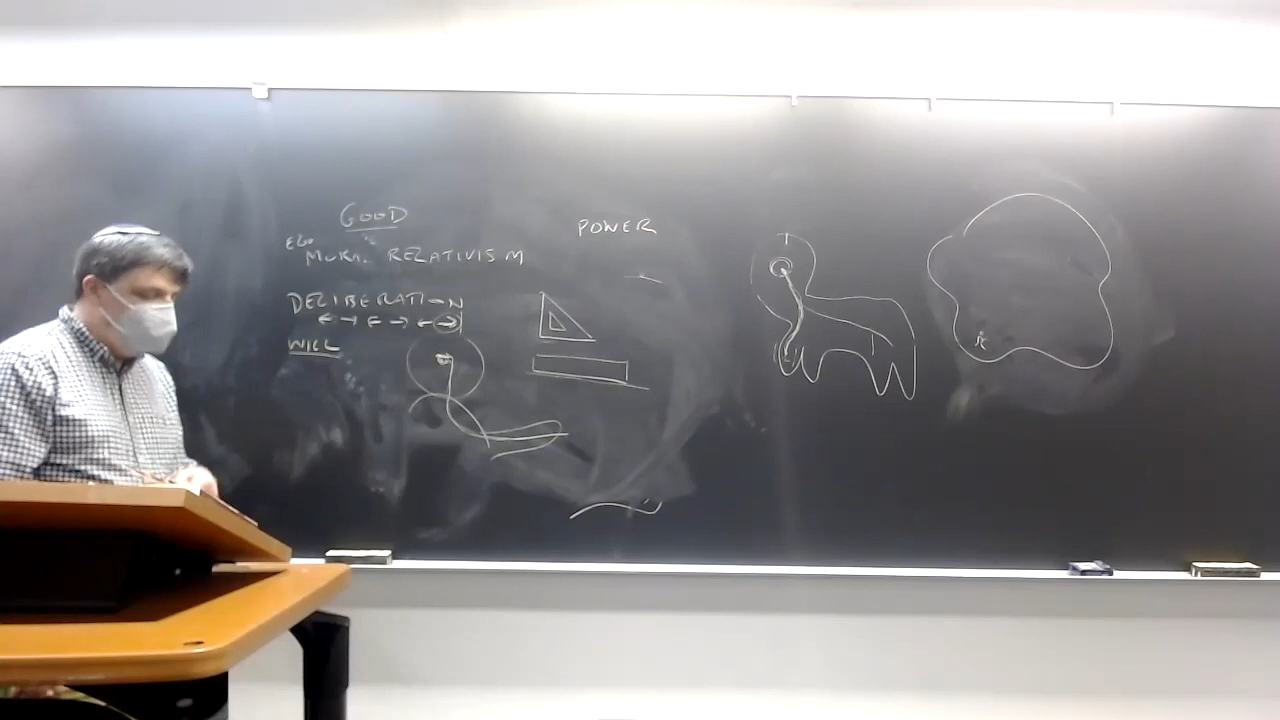 GOOD
EGO
MORAL RELATIVISM
DELIBERATION
WILL
POWER